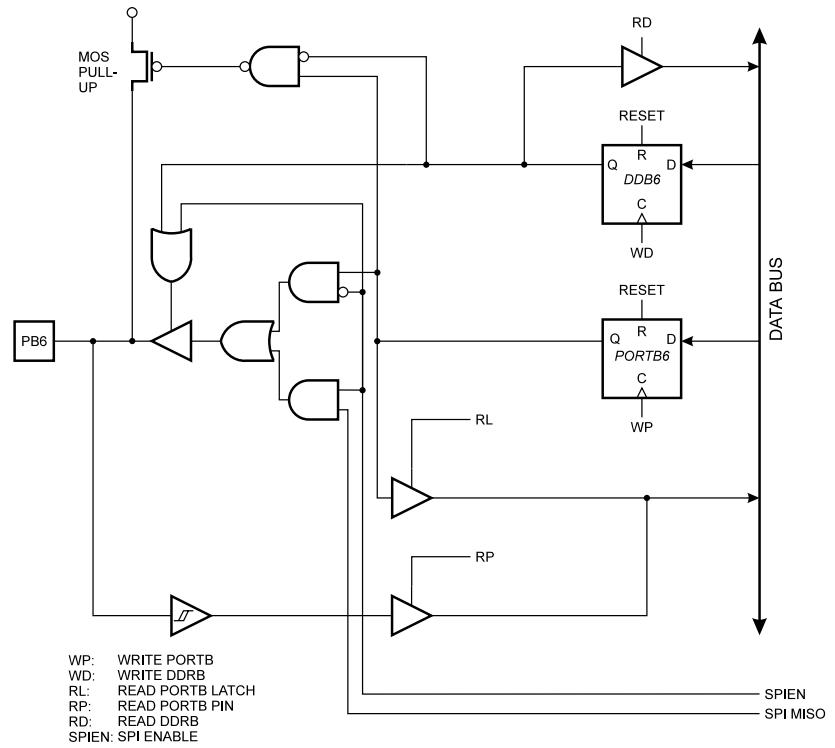 RD
MOS
PULL-
UP
RESET
R
Q
D
DDB6
C
WD
DATA BUS
RESET
R
PB6
Q
D
PORTB6
C
WP
RL
RP
WP: WRITE PORTB
WD: WRITE DDRB
RL: READ PORTB LATCH
RP: READ PORTB PIN
RD: READ DDRB
SPIEN: SPI ENABLE
SPIEN
SPI MISO